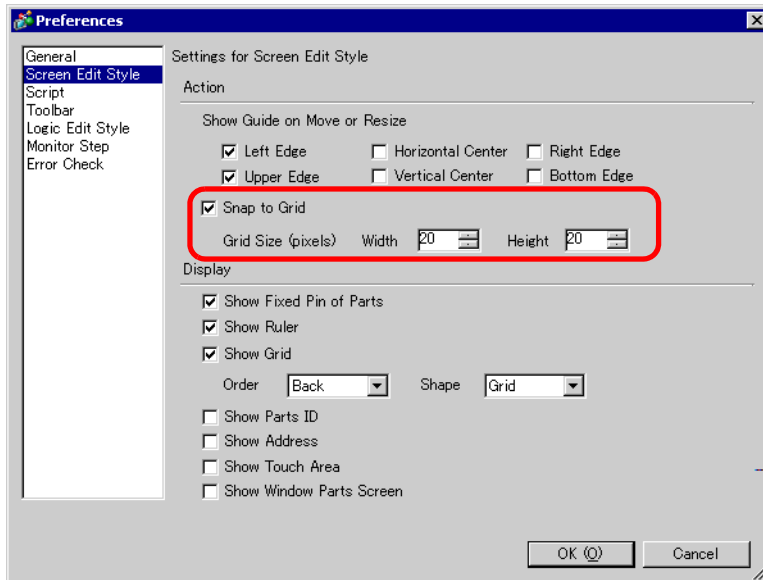 Preferences
General
Screen Edit Style
Script
Toolbar
Logic Edit Style
Monitor Step
Error Check
Settings for Screen Edit Style
Action
Show Guide on Move or Resize
Left Edge Horizontal Center Right Edge
Upper Edge Vertical Center Bottom Edge
Snap to Grid
Grid Size (pixels) Width 20 Height 20
Display
Show Fixed Pin of Parts
Show Ruler
Show Grid
Order Back Shape Grid
Show Parts ID
Show Address
Show Touch Area
Show Window Parts Screen
OK (O) Cancel